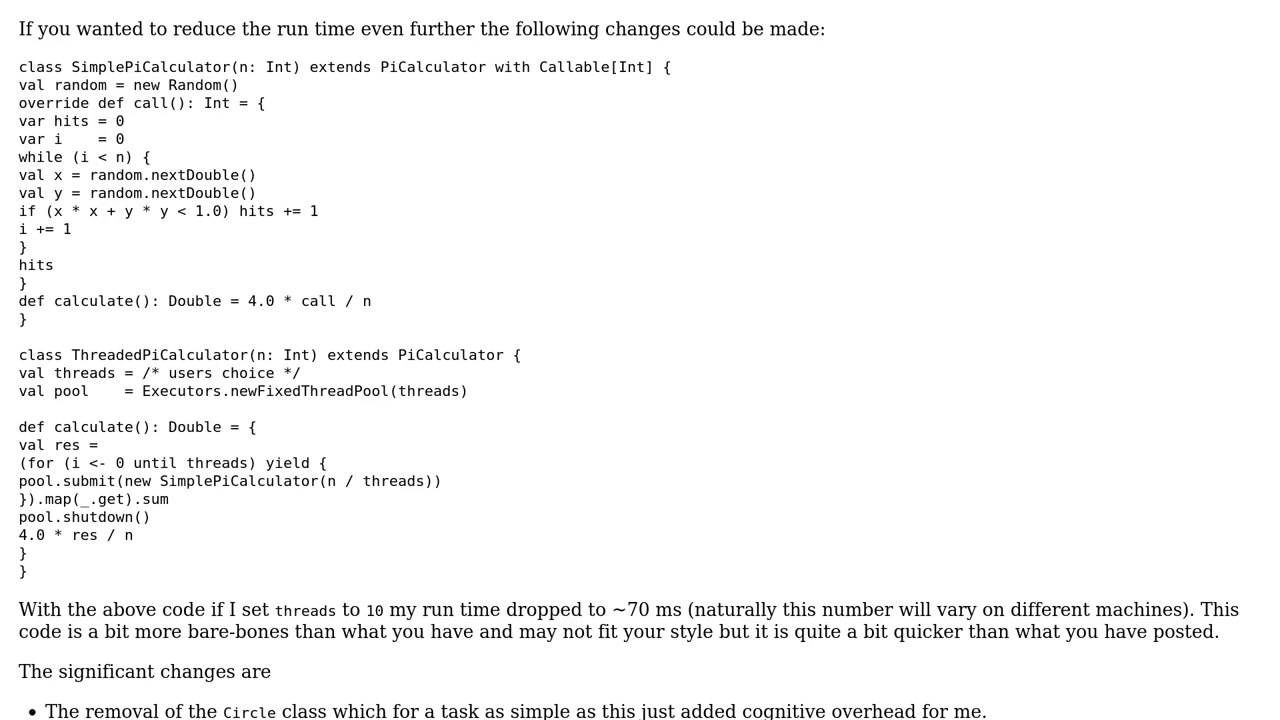 If you wanted to reduce the run time even further the following changes could be made:
class SimplePiCalculator(n: Int) extends PiCalculator with Callable[Int] {
val random = new Random()
override def call(): Int = {
var hits = 0
var i    = 0
while (i < n) {
val x = random.nextDouble()
val y = random.nextDouble()
if (x * x + y * y < 1.0) hits += 1
i += 1
}
hits
}
def calculate(): Double = 4.0 * call / n
}
class ThreadedPiCalculator(n: Int) extends PiCalculator {
val threads = /* users choice */
val pool    = Executors.newFixedThreadPool(threads)
def calculate(): Double = {
val res =
(for (i <- 0 until threads) yield {
pool.submit(new SimplePiCalculator(n / threads))
}).map(_.get).sum
pool.shutdown()
4.0 * res / n
}
}
With the above code if I set threads to 10 my run time dropped to ~70 ms (naturally this number will vary on different machines). This
code is a bit more bare-bones than what you have and may not fit your style but it is quite a bit quicker than what you have posted.
The significant changes are
• The removal of the Circle class which for a task as simple as this just added cognitive overhead for me.